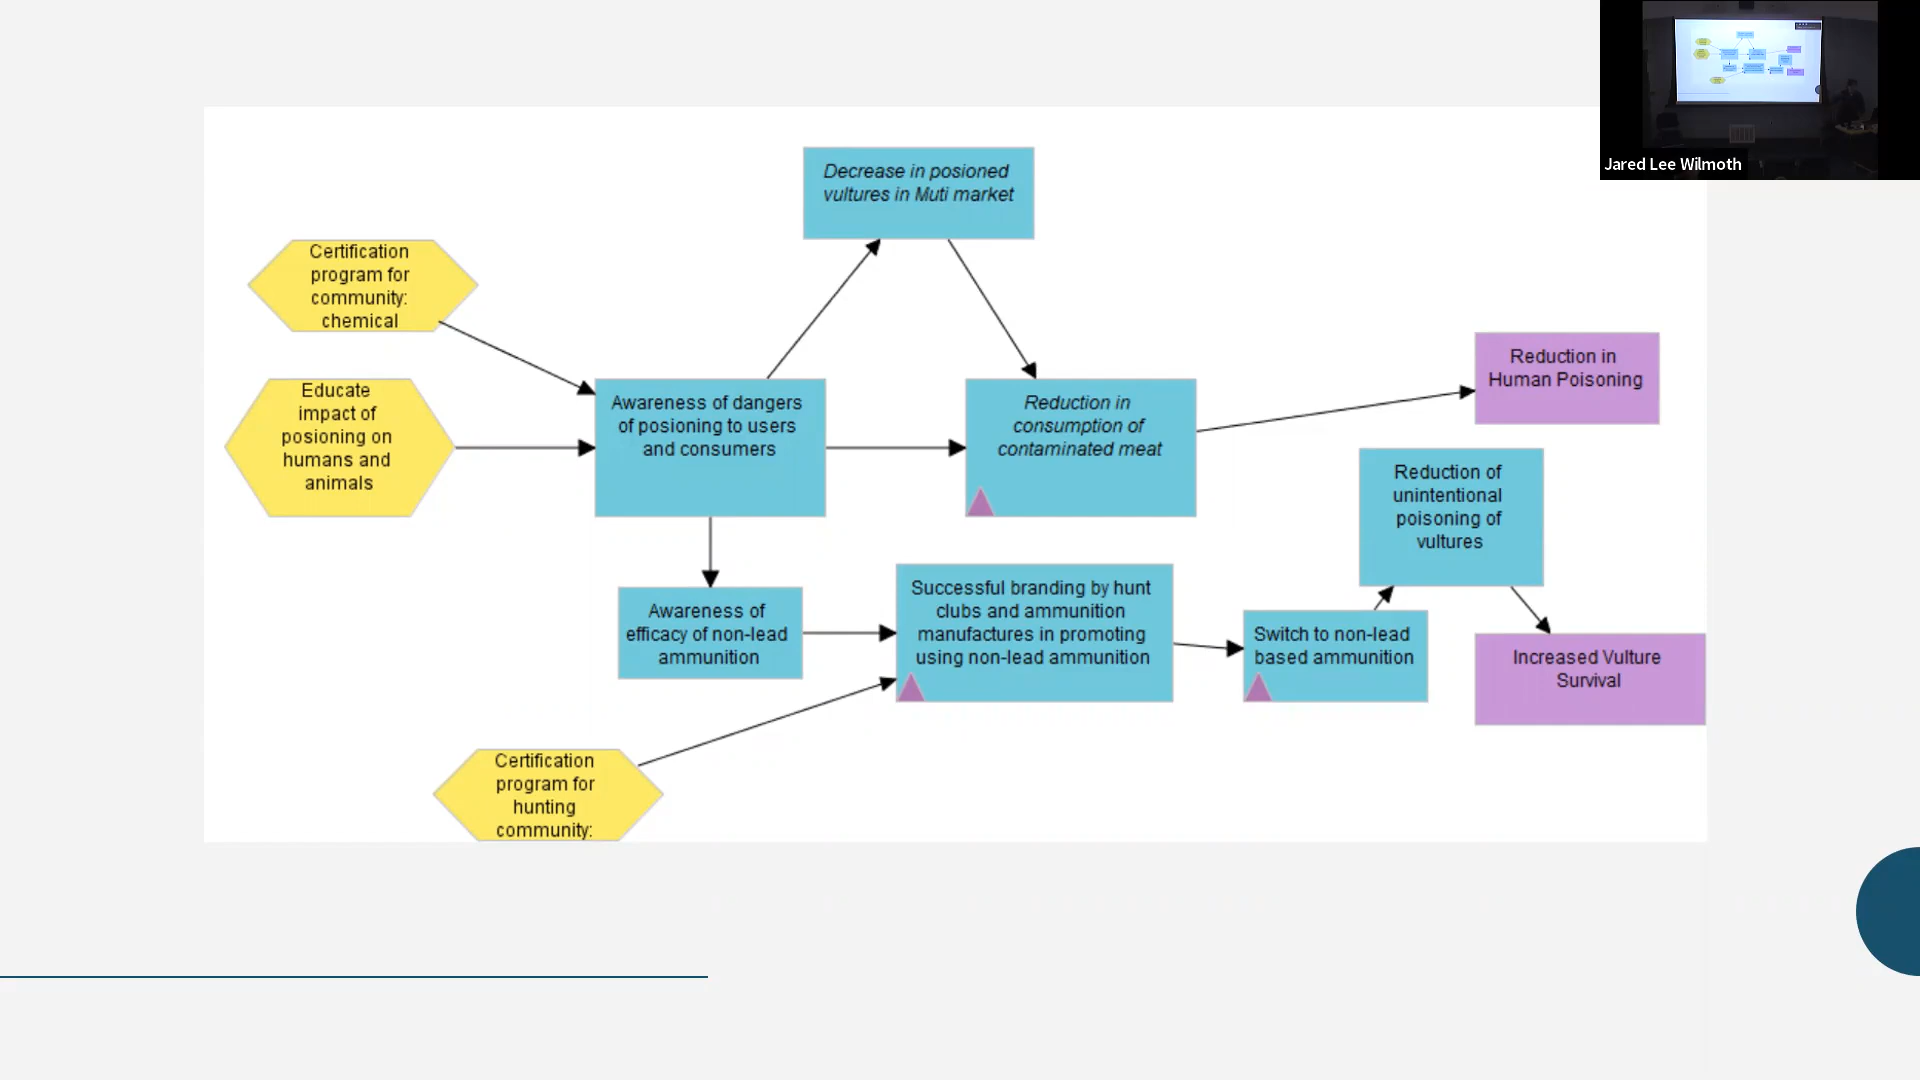 Jared Lee Wilmoth
Decrease in posioned
vultures in Muti market
Certification
program for
community:
chemical
Educate
impact of
posioning on
humans and
animals
Awareness of dangers
of posioning to users
and consumers
Reduction in
consumption of
contaminated meat
Reduction in
Human Poisoning
Reduction of
unintentional
poisoning of
vultures
Awareness of
efficacy of non-lead
ammunition
Successful branding by hunt
clubs and ammunition
manufactures in promoting
using non-lead ammunition
Switch to non-lead
based ammunition
Increased Vulture
Survival
Certification
program for
hunting
community: